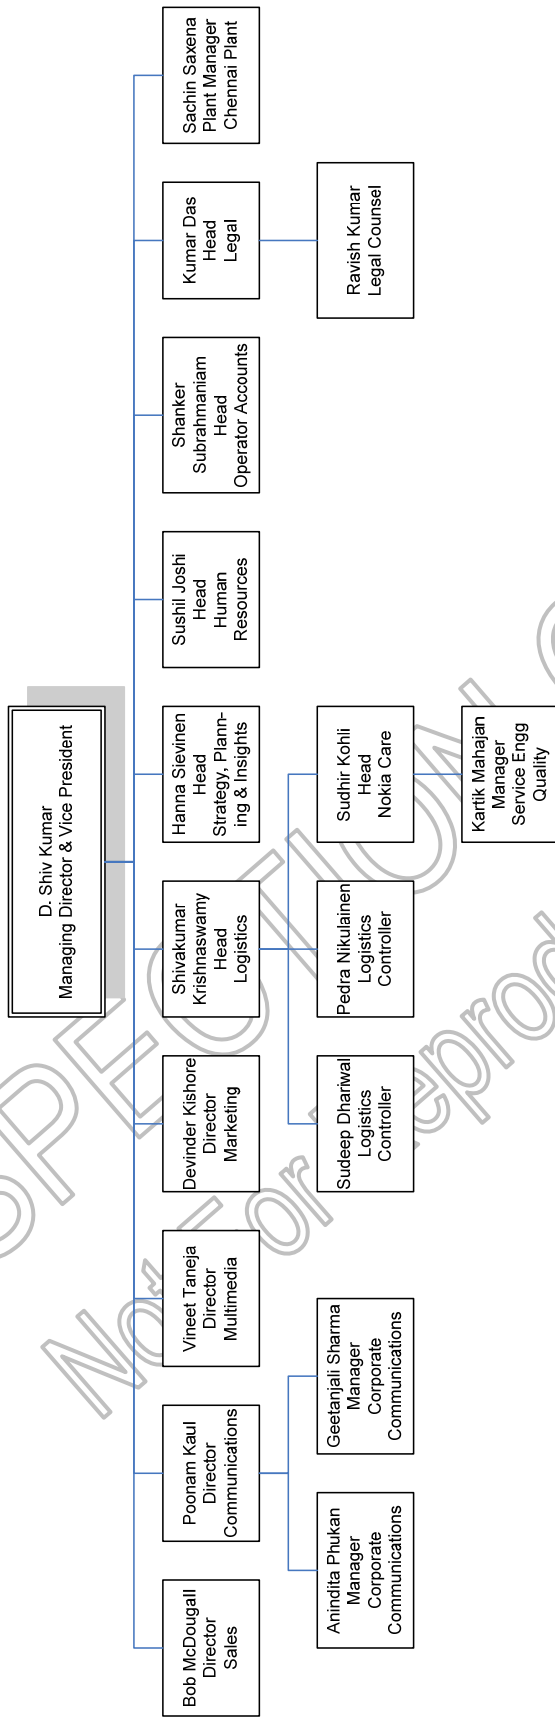 D. Shiv Kumar
Managing Director & Vice President
Bob McDougall
Director
Sales
Poonam Kaul
Director
Communications
Vineet Taneja
Director
Multimedia
Devinder Kishore
Director
Marketing
Shivakumar
Krishnaswamy
Head
Logistics
Hanna Sievinen
Head
Strategy, Plann-
ing & Insights
Sushil Joshi
Head
Human
Resources
Shanker
Subrahmaniam
Head
Operator Accounts
Kumar Das
Head
Legal
Sachin Saxena
Plant Manager
Chennai Plant
Anindita Phukan
Manager
Corporate
Communications
Geetanjali Sharma
Manager
Corporate
Communications
Sudeep Dhariwal
Logistics
Controller
Pedra Nikulainen
Logistics
Controller
Sudhir Kohli
Head
Nokia Care
Ravish Kumar
Legal Counsel
Kartik Mahajan
Manager
Service Engg
Quality
SPECTION
Not For Reprod